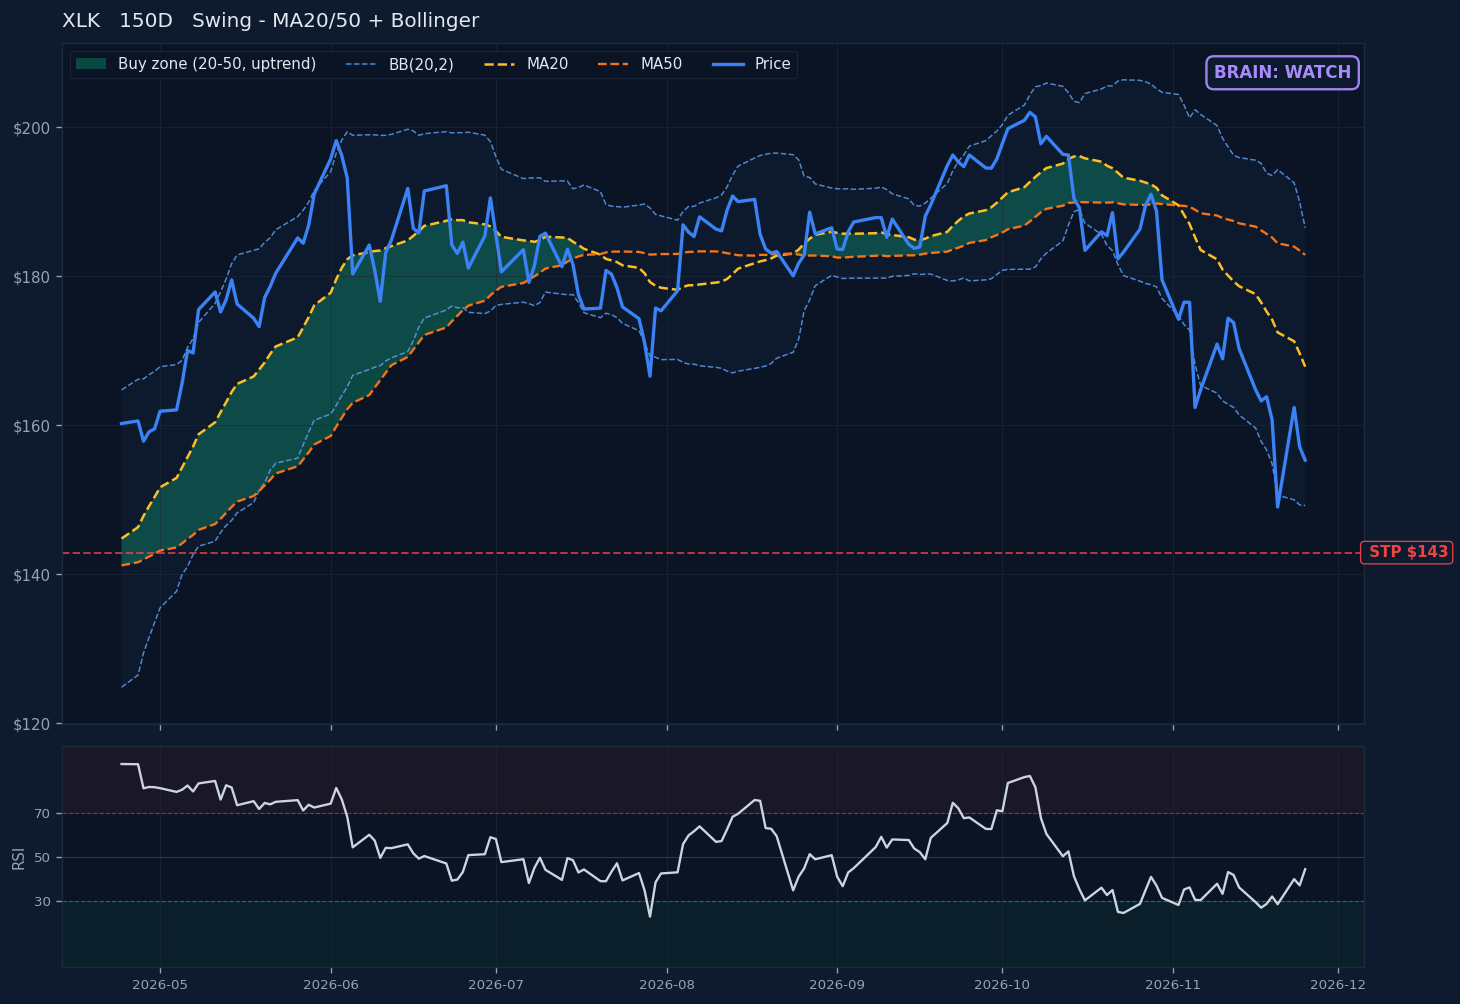 XLK   150D   Swing - MA20/50 + Bollinger
Buy zone (20-50, uptrend)   BB(20,2)   MA20   MA50   Price
BRAIN: WATCH
$200
$180
$160
$140
$120
STP $143
RSI
70
50
30
2026-05   2026-06   2026-07   2026-08   2026-09   2026-10   2026-11   2026-12